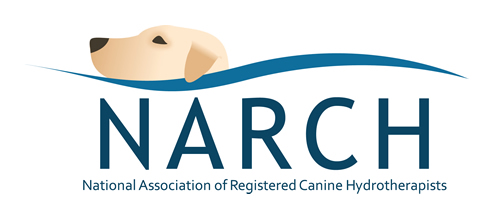 NARCH
National Association of Registered Canine Hydrotherapists